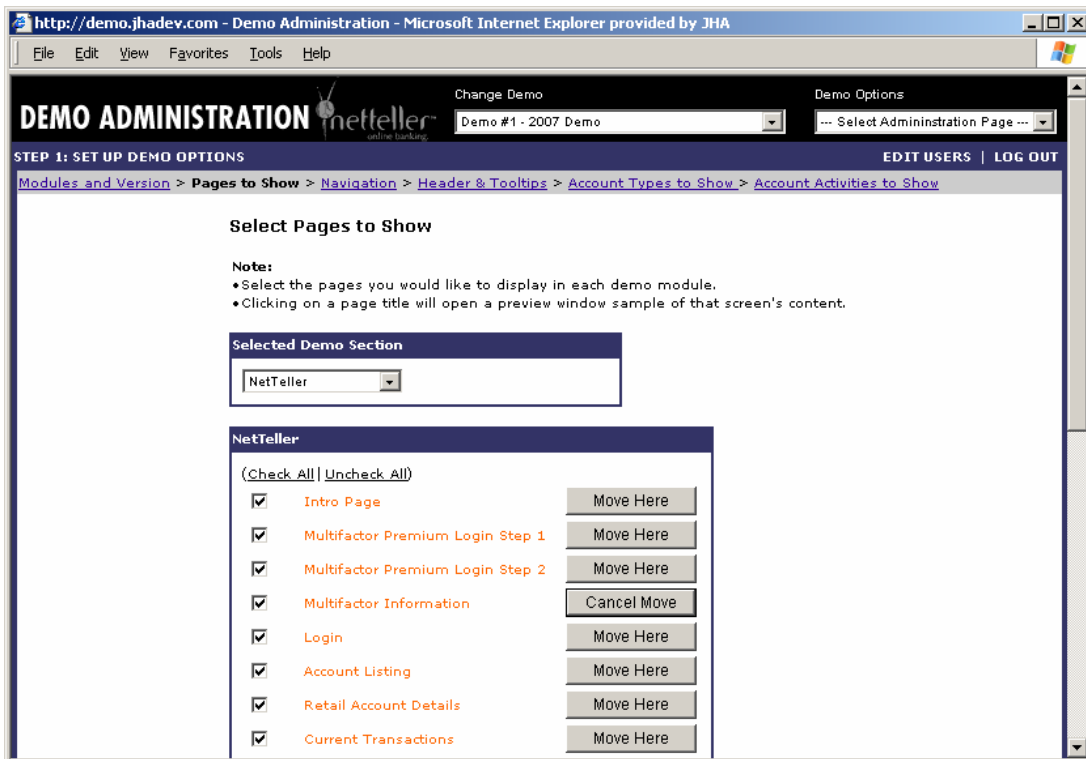 http://demo.jhadev.com - Demo Administration - Microsoft Internet Explorer provided by JHA
File Edit View Favorites Tools Help
DEMO ADMINISTRATION netteller online banking
Change Demo
Demo Options
Demo #1 - 2007 Demo
--- Select Admininstration Page ---
STEP 1: SET UP DEMO OPTIONS
EDIT USERS | LOG OUT
Modules and Version > Pages to Show > Navigation > Header & Tooltips > Account Types to Show > Account Activities to Show
Select Pages to Show
Note:
•Select the pages you would like to display in each demo module.
•Clicking on a page title will open a preview window sample of that screen's content.
Selected Demo Section
NetTeller
NetTeller
(Check All | Uncheck All)
Intro Page Move Here
Multifactor Premium Login Step 1 Move Here
Multifactor Premium Login Step 2 Move Here
Multifactor Information Cancel Move
Login Move Here
Account Listing Move Here
Retail Account Details Move Here
Current Transactions Move Here